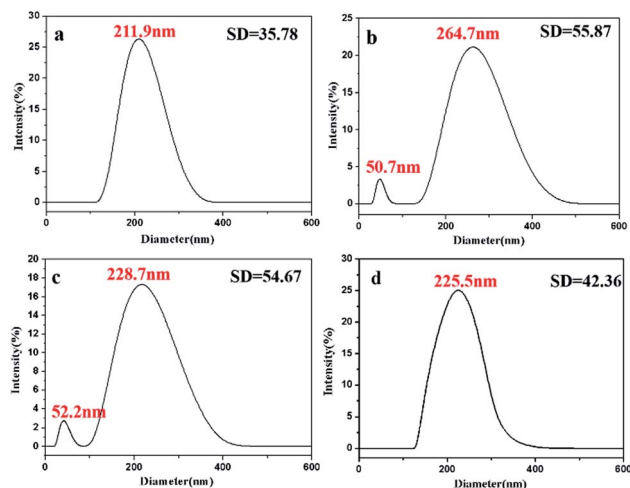 a
211.9nm
SD=35.78
Intensity(%)
30
25
20
15
10
5
0
0
200
400
600
Diameter(nm)
b
264.7nm
SD=55.87
50.7nm
Intensity(%)
25
20
15
10
5
0
0
200
400
600
Diameter(nm)
c
228.7nm
SD=54.67
52.2nm
Intensity(%)
20
18
16
14
12
10
8
6
4
2
0
0
200
400
600
Diameter(nm)
d
225.5nm
SD=42.36
Intensity(%)
30
25
20
15
10
5
0
0
200
400
600
Diameter(nm)